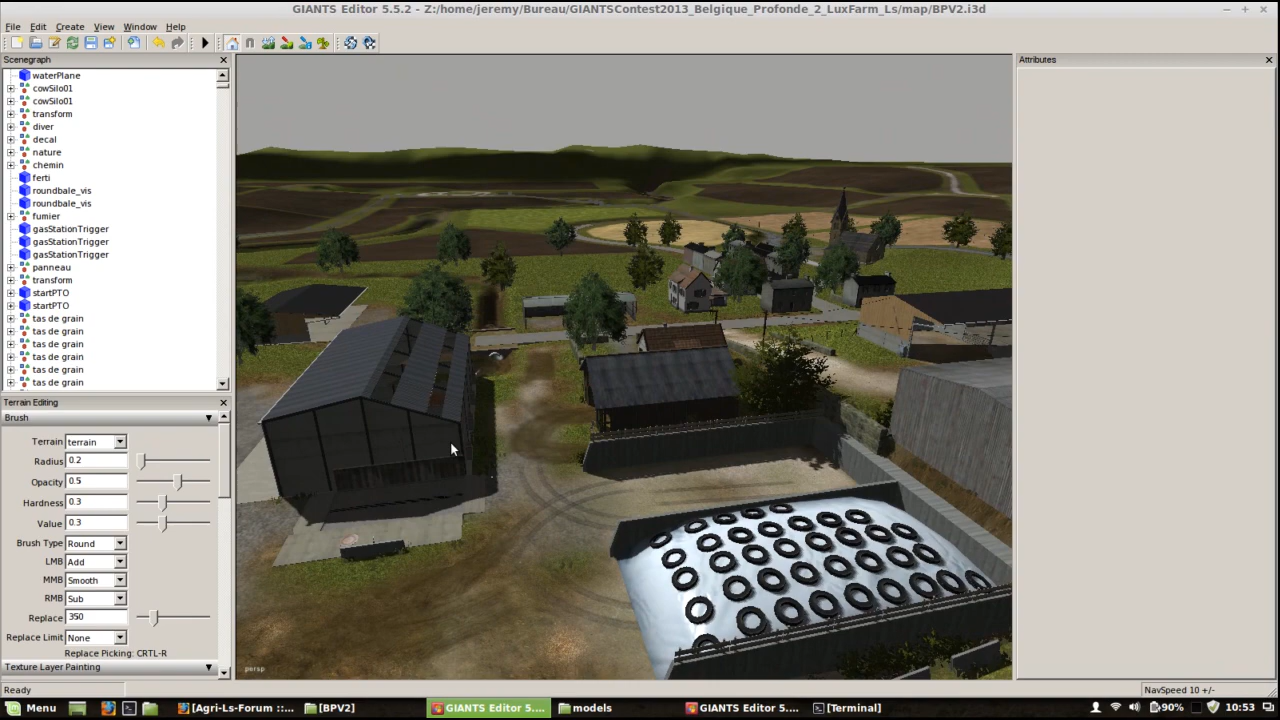 GIANTS Editor 5.5.2 - Z:/home/jeremy/Bureau/GIANTSContest2013_Belgique_Profonde_2_LuxFarm_Ls/map/BPV2.i3d
File Edit Create View Window Help
Scenegraph
waterPlane
cowSilo01
cowSilo01
transform
diver
decal
nature
chemin
ferti
roundbale_vis
roundbale_vis
fumier
gasStationTrigger
gasStationTrigger
gasStationTrigger
panneau
transform
startPTO
startPTO
tas de grain
tas de grain
tas de grain
tas de grain
tas de grain
tas de grain
Terrain Editing
Brush
Terrain terrain
Radius 0.2
Opacity 0.5
Hardness 0.3
Value 0.3
Brush Type Round
LMB Add
MMB Smooth
RMB Sub
Replace 350
Replace Limit None
Replace Picking: CRTL-R
Texture Layer Painting
persp
Attributes
Ready
NavSpeed 10 +/-
Menu
[Agri-Ls-Forum ::...
[BPV2]
GIANTS Editor 5....
models
GIANTS Editor 5....
[Terminal]
90%
10:53